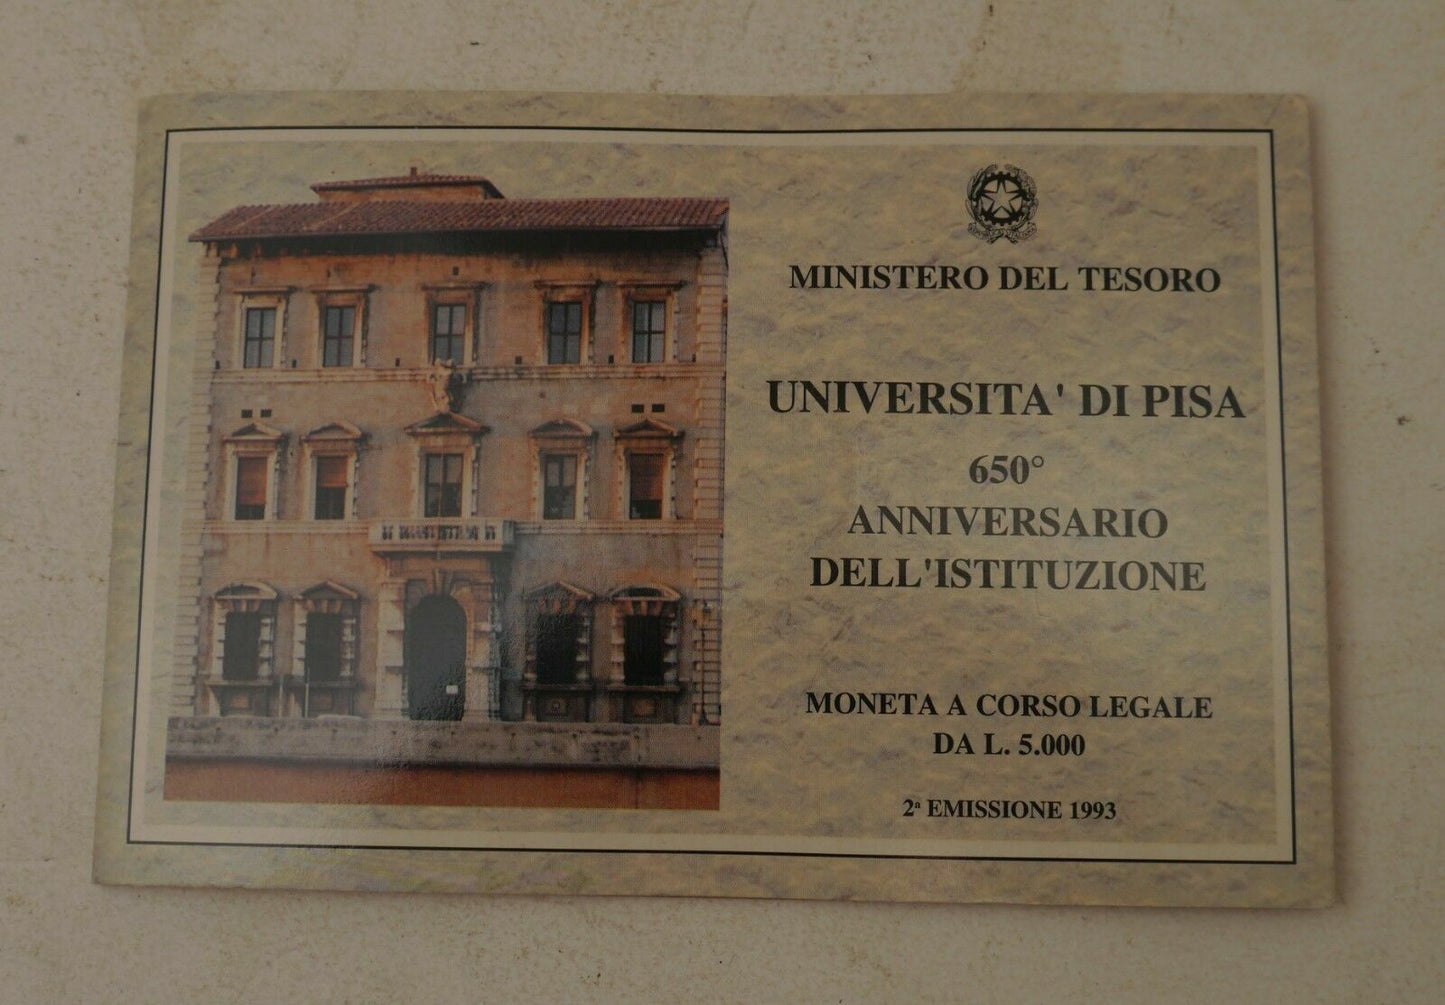 MINISTERO DEL TESORO
UNIVERSITA' DI PISA
650°
ANNIVERSARIO
DELL'ISTITUZIONE
MONETA A CORSO LEGALE
DA L. 5.000
2ª EMISSIONE 1993